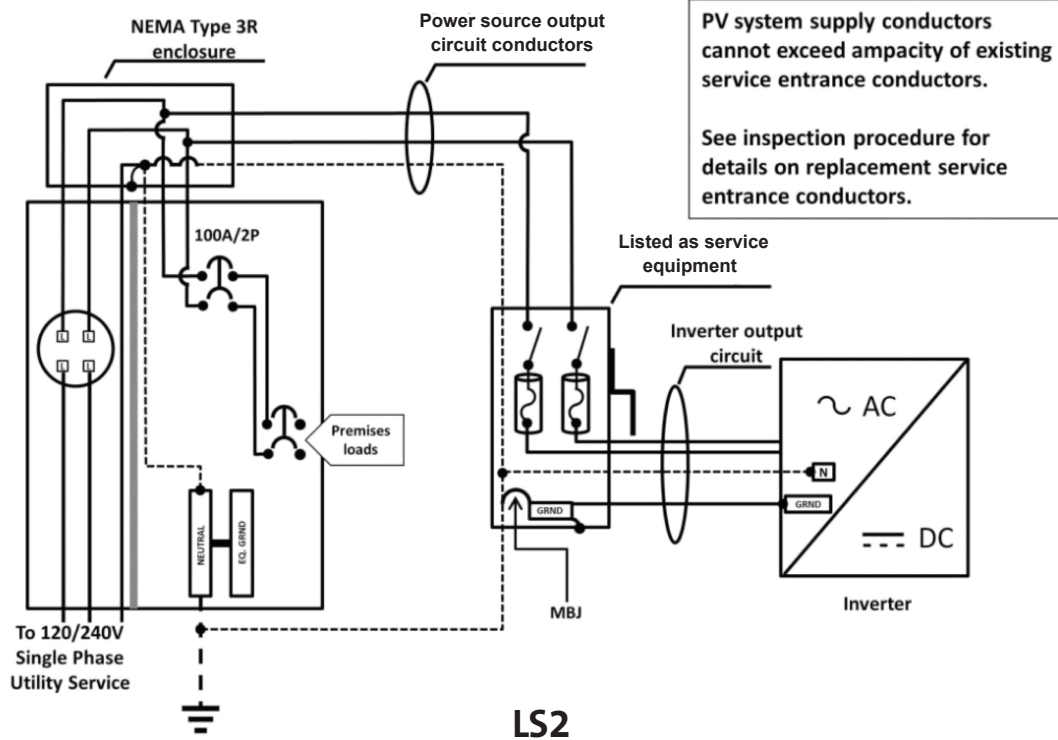 NEMA Type 3R
enclosure
Power source output
circuit conductors
PV system supply conductors
cannot exceed ampacity of existing
service entrance conductors.
See inspection procedure for
details on replacement service
entrance conductors.
100A/2P
Listed as service
equipment
L L
L L
Inverter output
circuit
AC
Premises
loads
N
GRND
GRND
NEUTRAL
EQ. GRND
DC
MBJ
Inverter
To 120/240V
Single Phase
Utility Service
LS2